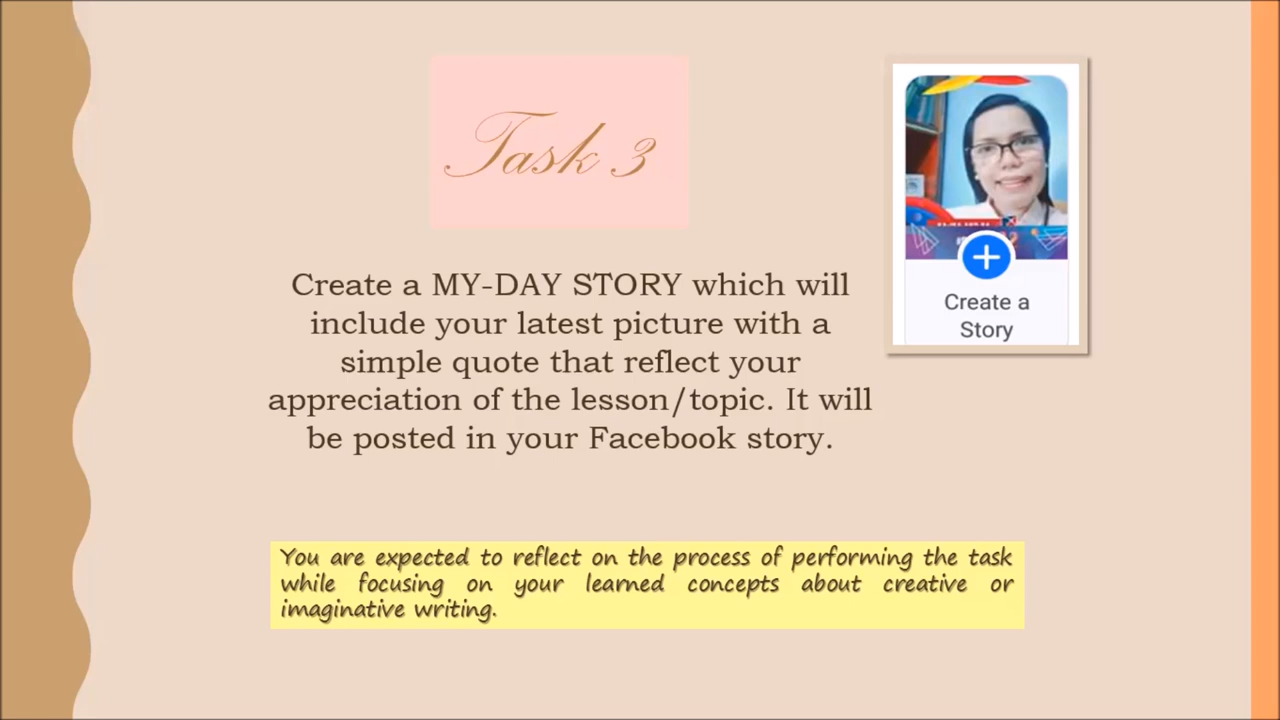 Task 3
Create a MY-DAY STORY which will
include your latest picture with a
simple quote that reflect your
appreciation of the lesson/topic. It will
be posted in your Facebook story.
Create a
Story
You are expected to reflect on the process of performing the task
while focusing on your learned concepts about creative or
imaginative writing.